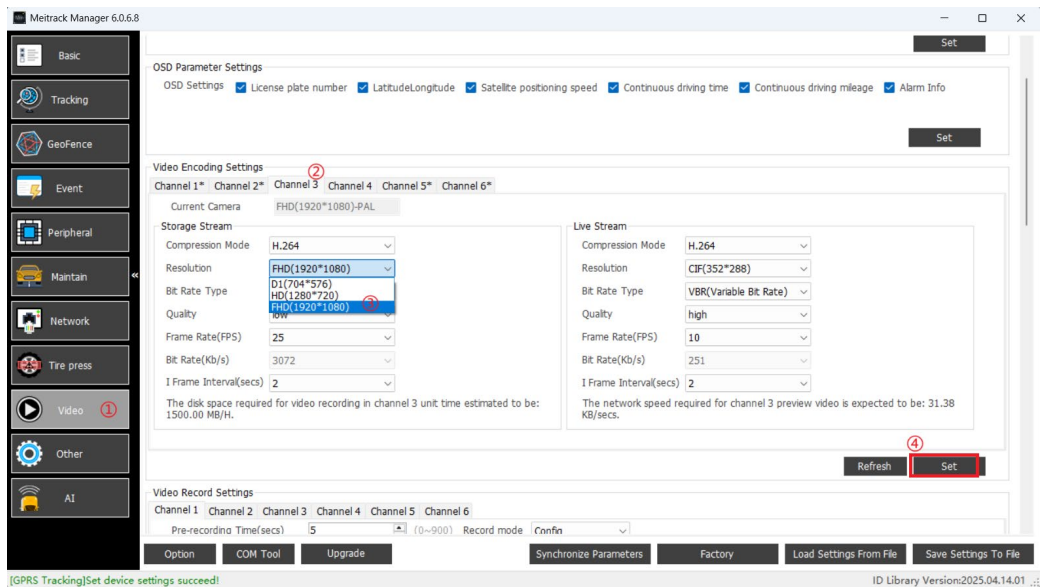 Meitrack Manager 6.0.6.8
Basic
Tracking
GeoFence
Event
Peripheral
Maintain
«
Network
Tire press
Video ①
Other
AI
Set
OSD Parameter Settings
OSD Settings License plate number LatitudeLongitude Satellite positioning speed Continuous driving time Continuous driving mileage Alarm Info
Set
Video Encoding Settings
②
Channel 1* Channel 2* Channel 3 Channel 4 Channel 5* Channel 6*
Current Camera FHD(1920*1080)-PAL
Storage Stream
Compression Mode H.264
Resolution FHD(1920*1080)
D1(704*576)
HD(1280*720)
FHD(1920*1080) ③
Bit Rate Type
Quality low
Frame Rate(FPS) 25
Bit Rate(Kb/s) 3072
I Frame Interval(secs) 2
The disk space required for video recording in channel 3 unit time estimated to be:
1500.00 MB/H.
Live Stream
Compression Mode H.264
Resolution CIF(352*288)
Bit Rate Type VBR(Variable Bit Rate)
Quality high
Frame Rate(FPS) 10
Bit Rate(Kb/s) 251
I Frame Interval(secs) 2
The network speed required for channel 3 preview video is expected to be: 31.38
KB/secs.
④
Refresh Set
Video Record Settings
Channel 1 Channel 2 Channel 3 Channel 4 Channel 5 Channel 6
Pre-recording Time(secs) 5 (0~900) Record mode Config
Option COM Tool Upgrade Synchronize Parameters Factory Load Settings From File Save Settings To File
[GPRS Tracking]Set device settings succeed! ID Library Version:2025.04.14.01